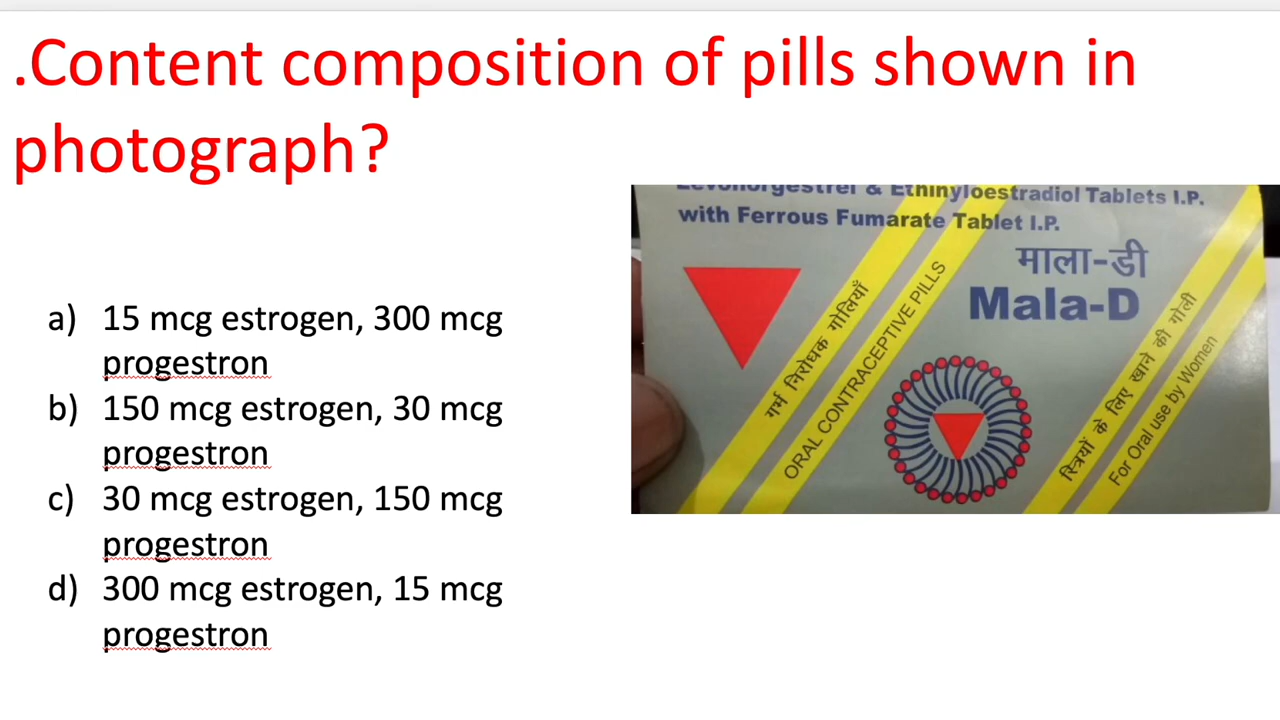 .Content composition of pills shown in
photograph?
a) 15 mcg estrogen, 300 mcg
progestron
b) 150 mcg estrogen, 30 mcg
progestron
c) 30 mcg estrogen, 150 mcg
progestron
d) 300 mcg estrogen, 15 mcg
progestron
Levonorgestrel & Ethinyloestradiol Tablets I.P.
with Ferrous Fumarate Tablet I.P.
माला-डी
Mala-D
गर्भ निरोधक गोलियाँ
ORAL CONTRACEPTIVE PILLS
स्त्रियों के लिए खाने की गोली
For Oral use by Women